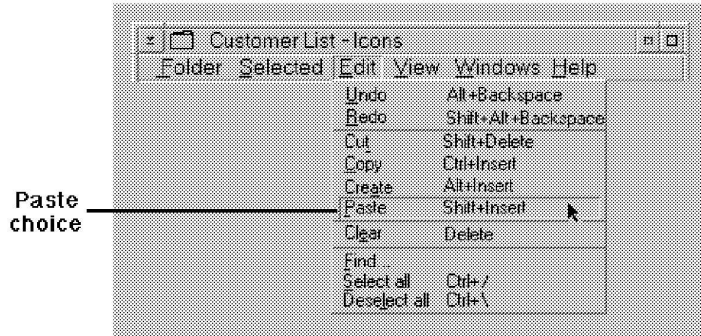 Customer List - Icons
Folder Selected Edit View Windows Help
Undo Alt+Backspace
Redo Shift+Alt+Backspace
Cut Shift+Delete
Copy Ctrl+Insert
Create Alt+Insert
Paste Shift+Insert
Clear Delete
Find
Select all Ctrl+/
Deselect all Ctrl+\
Paste
choice